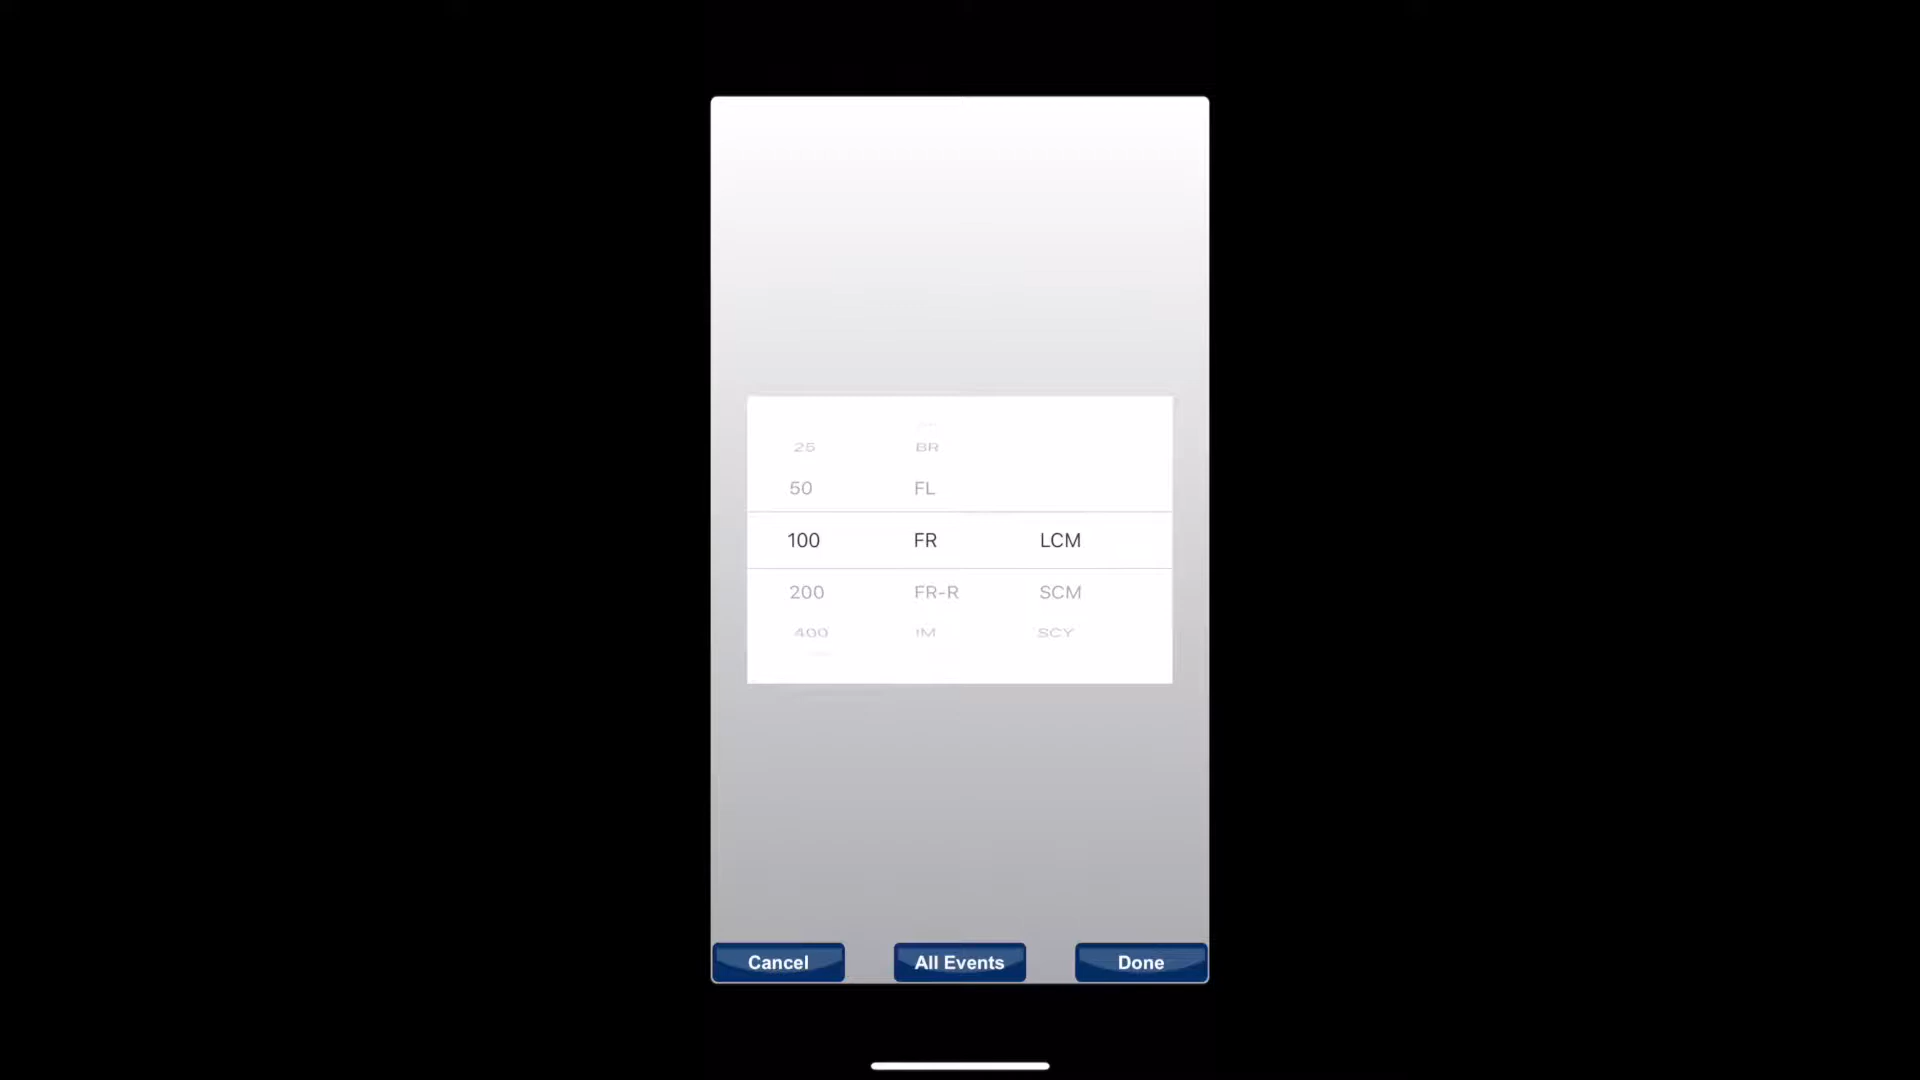 25 BR
50 FL
100 FR LCM
200 FR-R SCM
400 IM SCY
Cancel All Events Done